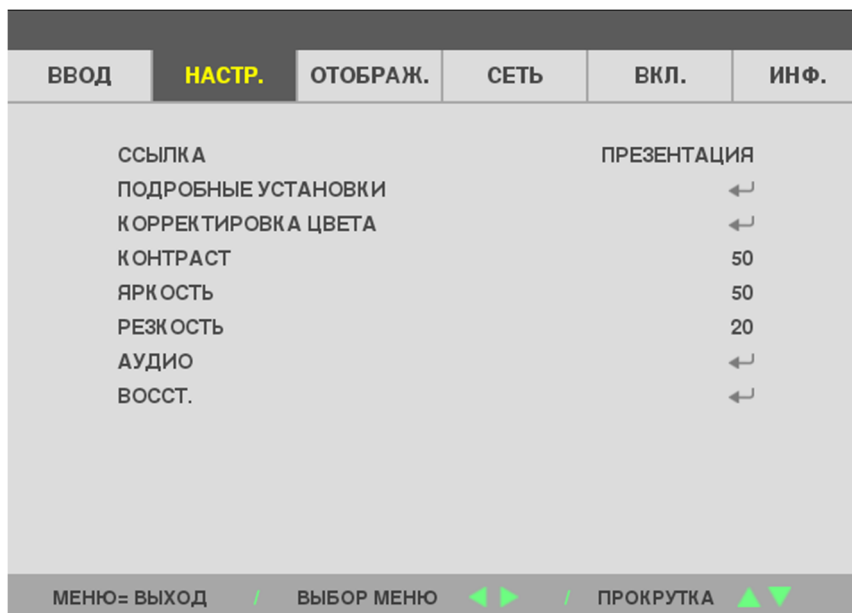 ВВОД НАСТР. ОТОБРАЖ. СЕТЬ ВКЛ. ИНФ.
ССЫЛКА ПРЕЗЕНТАЦИЯ
ПОДРОБНЫЕ УСТАНОВКИ
КОРРЕКТИРОВКА ЦВЕТА
КОНТРАСТ 50
ЯРКОСТЬ 50
РЕЗКОСТЬ 20
АУДИО
ВОССТ.
МЕНЮ= ВЫХОД / ВЫБОР МЕНЮ / ПРОКРУТКА